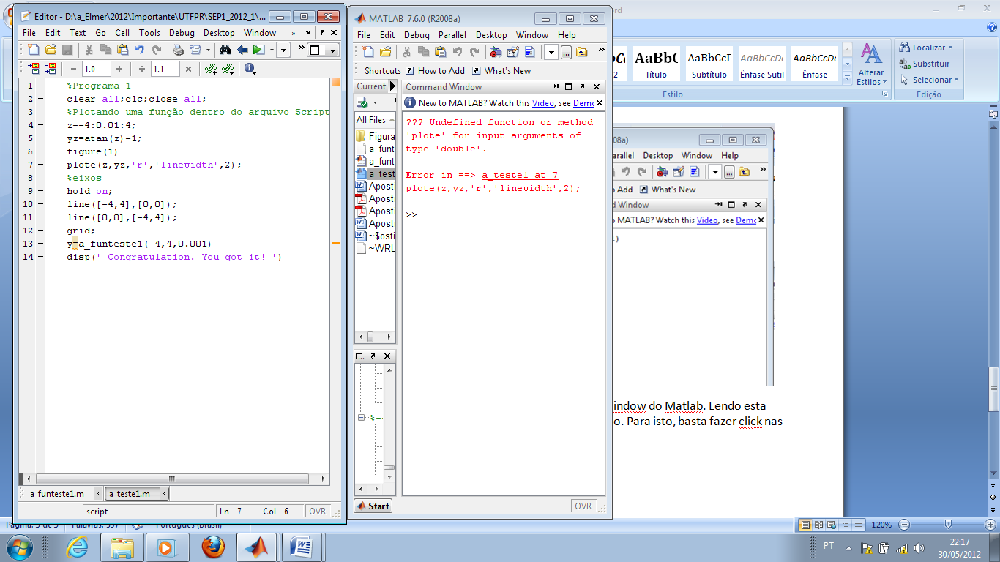 Editor - D:\a_Elmer\2012\Importante\UTFPR\SEP1_2012_1\...
File Edit Text Go Cell Tools Debug Desktop Window »
1.0
1.1
1 %Programa 1
2 clear all;clc;close all;
3 %Plotando uma função dentro do arquivo Script
4 z=-4:0.01:4;
5 yz=atan(z)-1;
6 figure(1)
7 plote(z,yz,'r','linewidth',2);
8 %eixos
9 hold on;
10 line([-4,4],[0,0]);
11 line([0,0],[-4,4]);
12 grid;
13 y=a_funteste1(-4,4,0.001)
14 disp(' Congratulation. You got it! ')
a_funteste1.m a_teste1.m
script Ln 7 Col 6 OVR
MATLAB 7.6.0 (R2008a)
File Edit Debug Parallel Desktop Window Help
Shortcuts How to Add What's New
Current
All Files
Figura
a_funt
a_funt
a_test
Aposti
Aposti
Aposti
Aposti
~$osti
~WRL
Command Window
New to MATLAB? Watch this Video, see Demo
??? Undefined function or method
'plote' for input arguments of
type 'double'.
Error in ==> a_teste1 at 7
plote(z,yz,'r','linewidth',2);
>>
Start
OVR
ord
AaBbC AaBbCcI AaBbCcDc AaBbCcDc
2 Título Subtítulo Ênfase Sutil Ênfase
Alterar
Estilos
Estilo
Localizar
Substituir
Selecionar
Edição
08a)
arallel Desktop Window Help
Add What's New
d Window
MATLAB? Watch this Video, see Demo
1)
indow do Matlab. Lendo esta
o. Para isto, basta fazer click nas
Página: 5 de 5 Palavras: 597 Português (Brasil)
120%
PT
22:17
30/05/2012